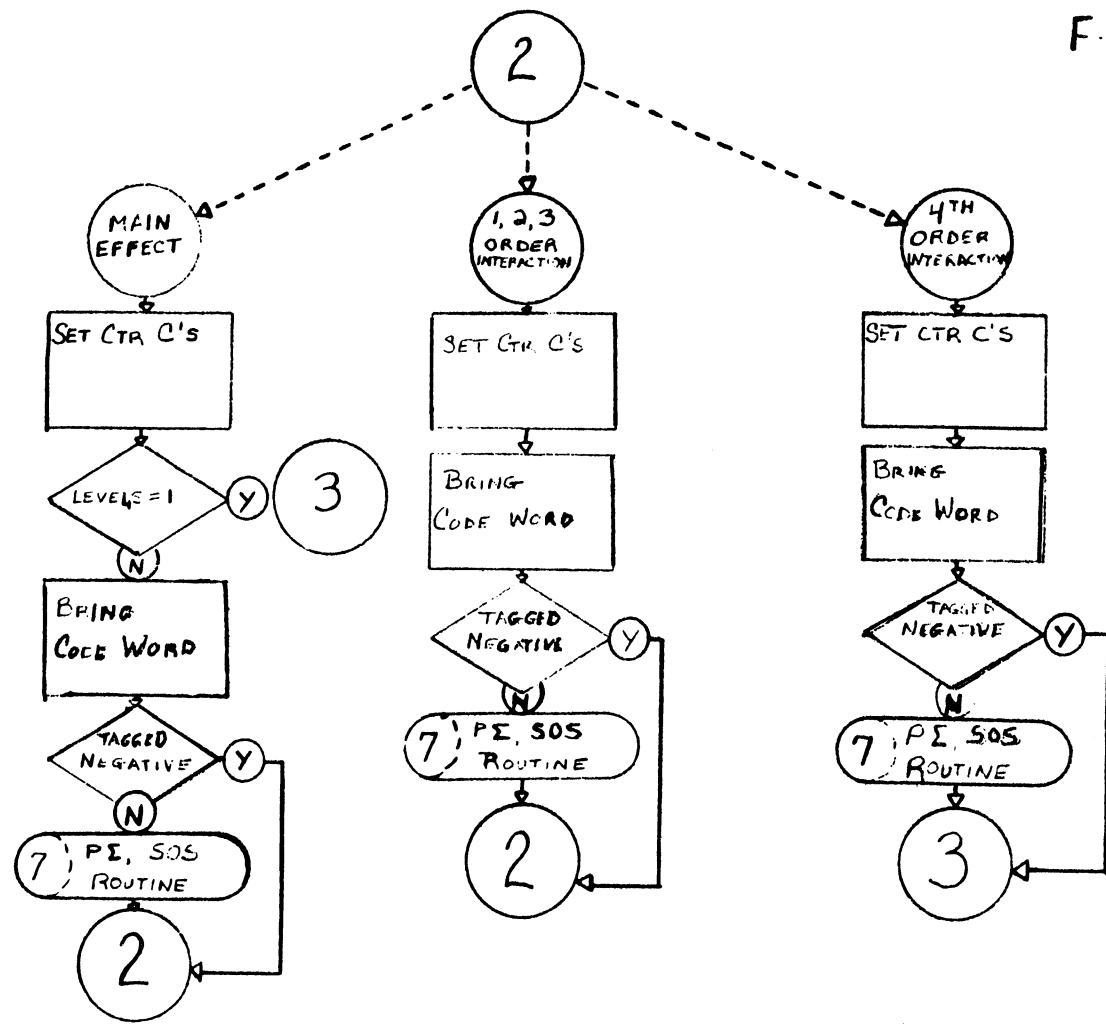 F.
2
MAIN
EFFECT
SET CTR C'S
LEVELS = 1
Y
3
N
BRING
CODE WORD
TAGGED
NEGATIVE
Y
N
7
PΣ, SOS
ROUTINE
2
1, 2, 3
ORDER
INTERACTION
SET CTR C'S
BRING
CODE WORD
TAGGED
NEGATIVE
Y
N
7
PΣ, SOS
ROUTINE
2
4TH
ORDER
INTERACTION
SET CTR C'S
BRING
CODE WORD
TAGGED
NEGATIVE
Y
N
7
PΣ, SOS
ROUTINE
3